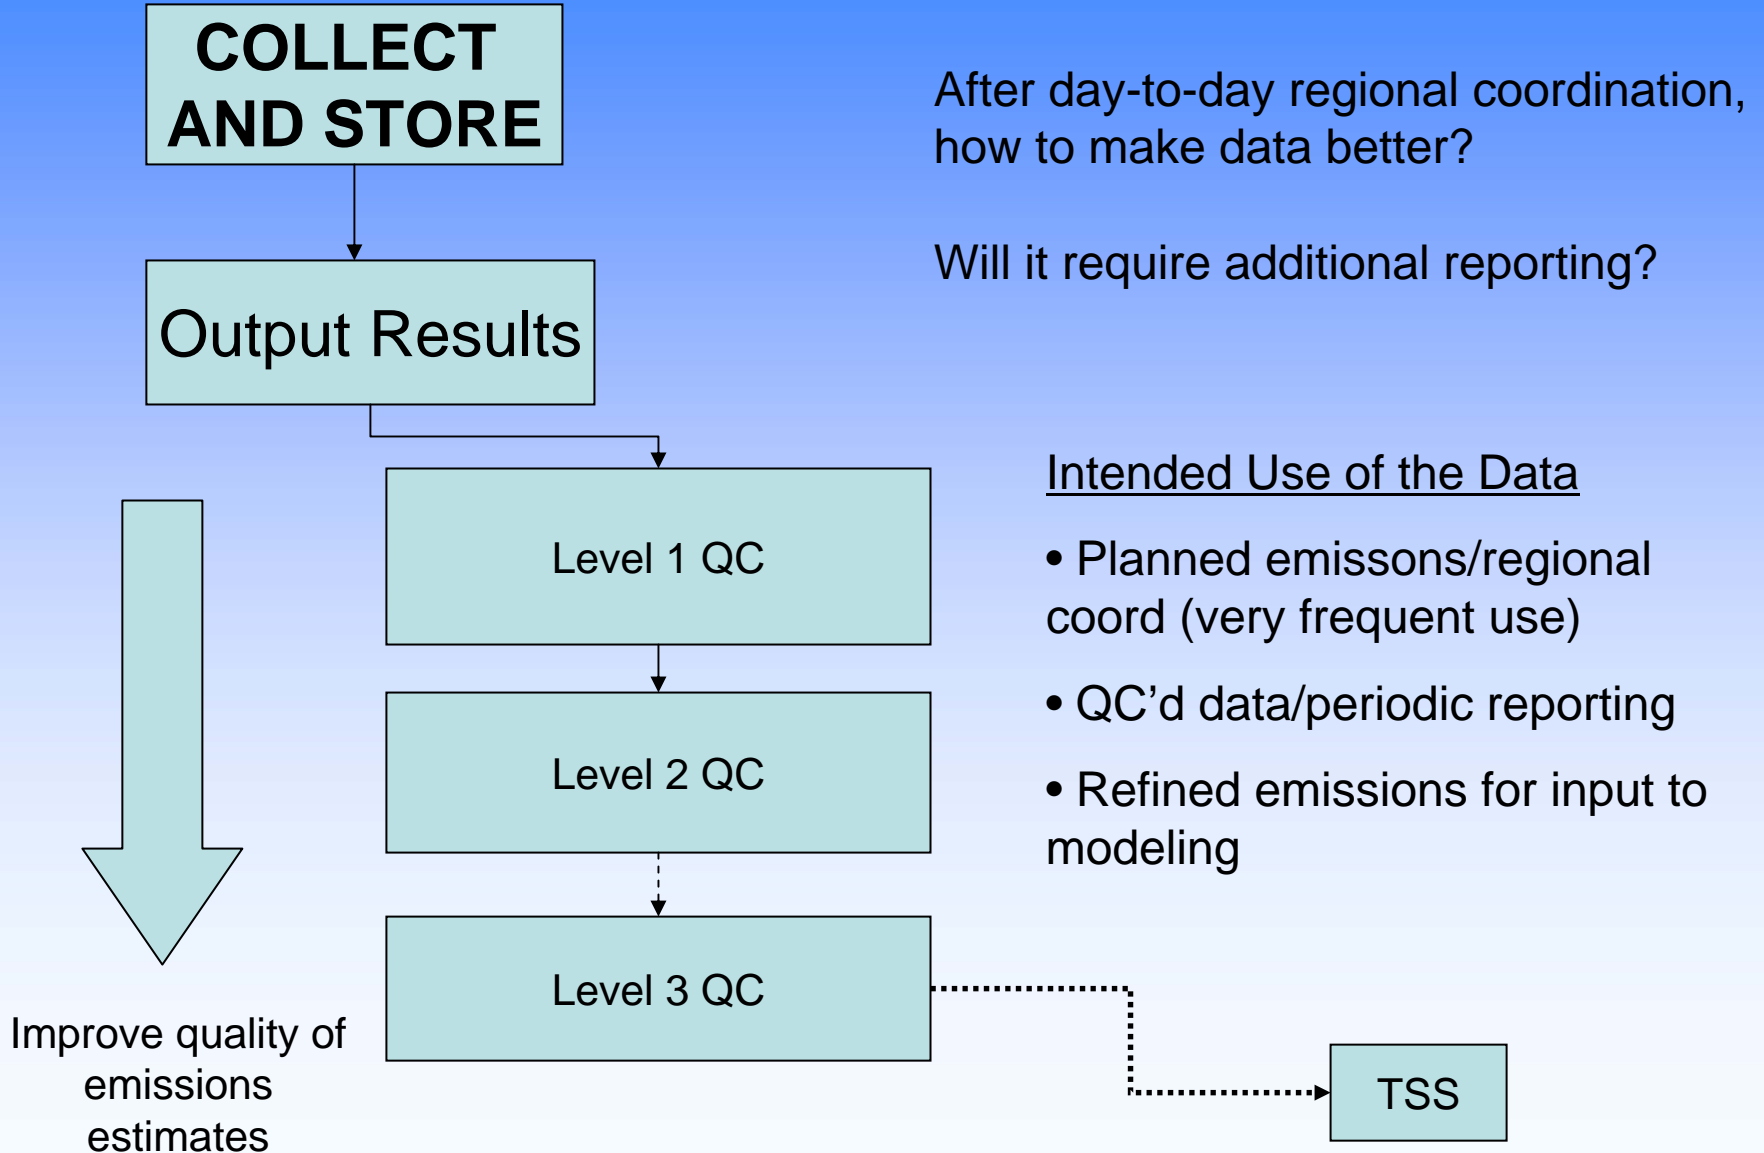 COLLECT
AND STORE
After day-to-day regional coordination,
how to make data better?
Will it require additional reporting?
Output Results
Level 1 QC
Level 2 QC
Level 3 QC
Intended Use of the Data
• Planned emissons/regional
coord (very frequent use)
• QC’d data/periodic reporting
• Refined emissions for input to
modeling
Improve quality of
emissions
estimates
TSS